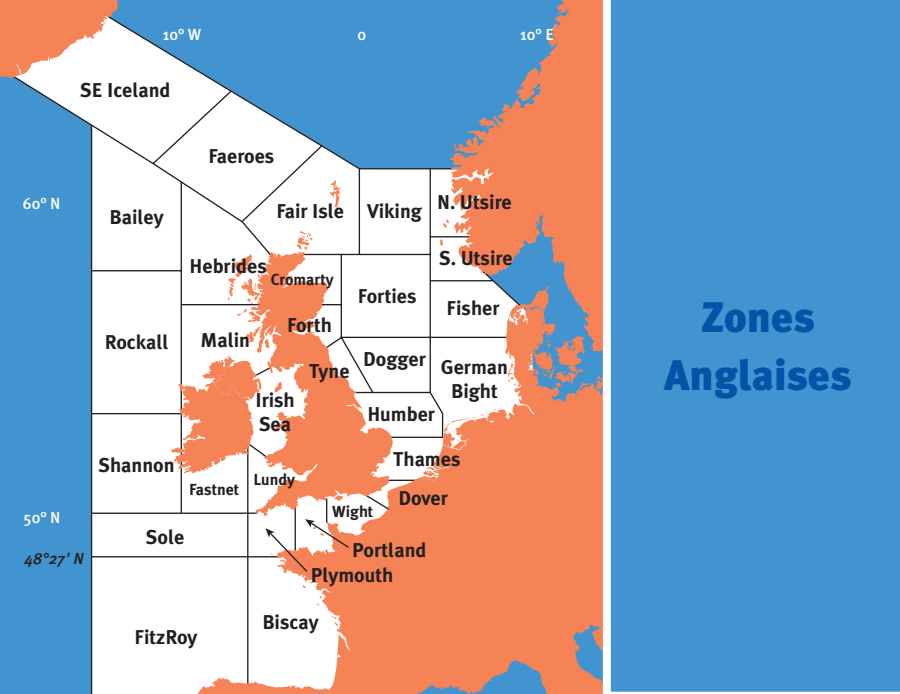 10° W
0
10° E
SE Iceland
Faeroes
60° N
Bailey
Fair Isle
Viking
N. Utsire
Hebrides
S. Utsire
Cromarty
Forties
Fisher
Rockall
Malin
Forth
Dogger
Tyne
German
Bight
Irish
Sea
Humber
Shannon
Thames
Fastnet
Lundy
Dover
50° N
Wight
Sole
48°27' N
Portland
Plymouth
Biscay
FitzRoy
Zones
Anglaises